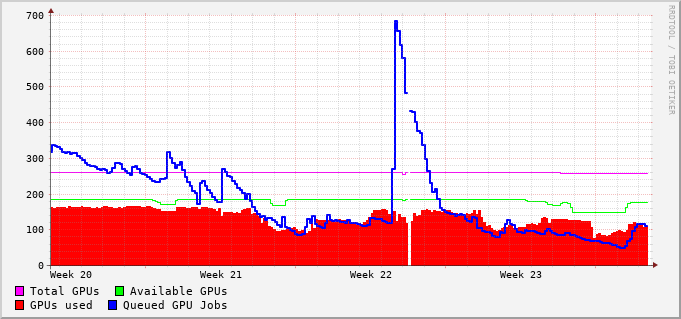 700
600
500
400
300
200
100
0
Week 20 Week 21 Week 22 Week 23
Total GPUs Available GPUs
GPUs used Queued GPU Jobs
RRDTOOL / TOBI OETIKER